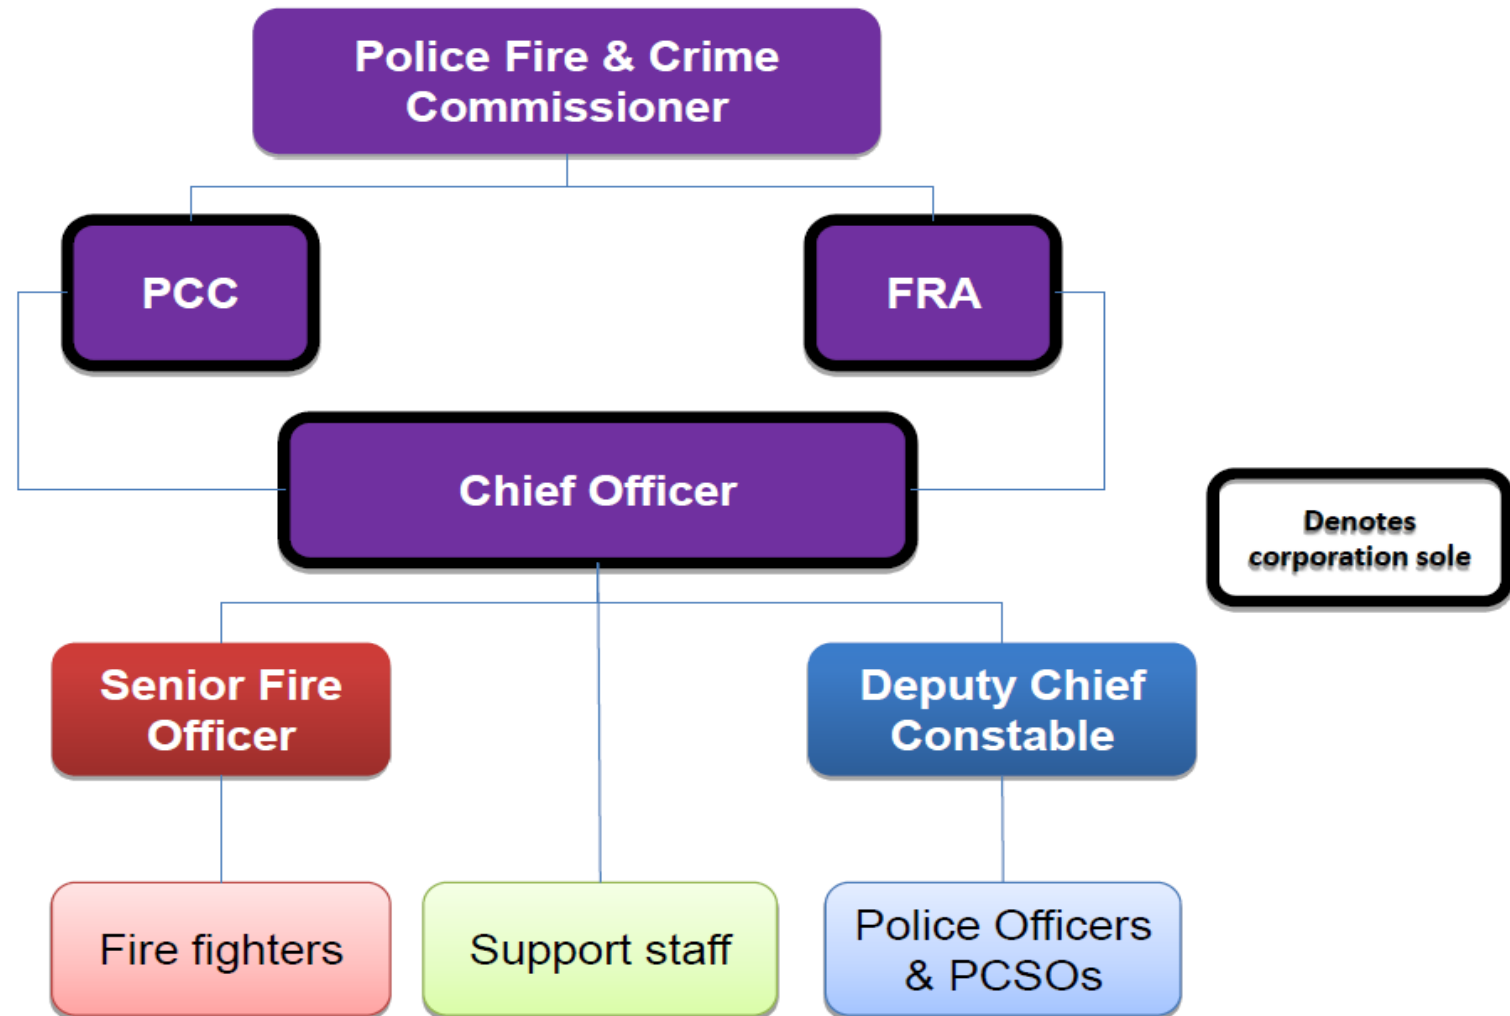 Police Fire & Crime
Commissioner
PCC
FRA
Chief Officer
Denotes
corporation sole
Senior Fire
Officer
Deputy Chief
Constable
Fire fighters
Support staff
Police Officers
& PCSOs